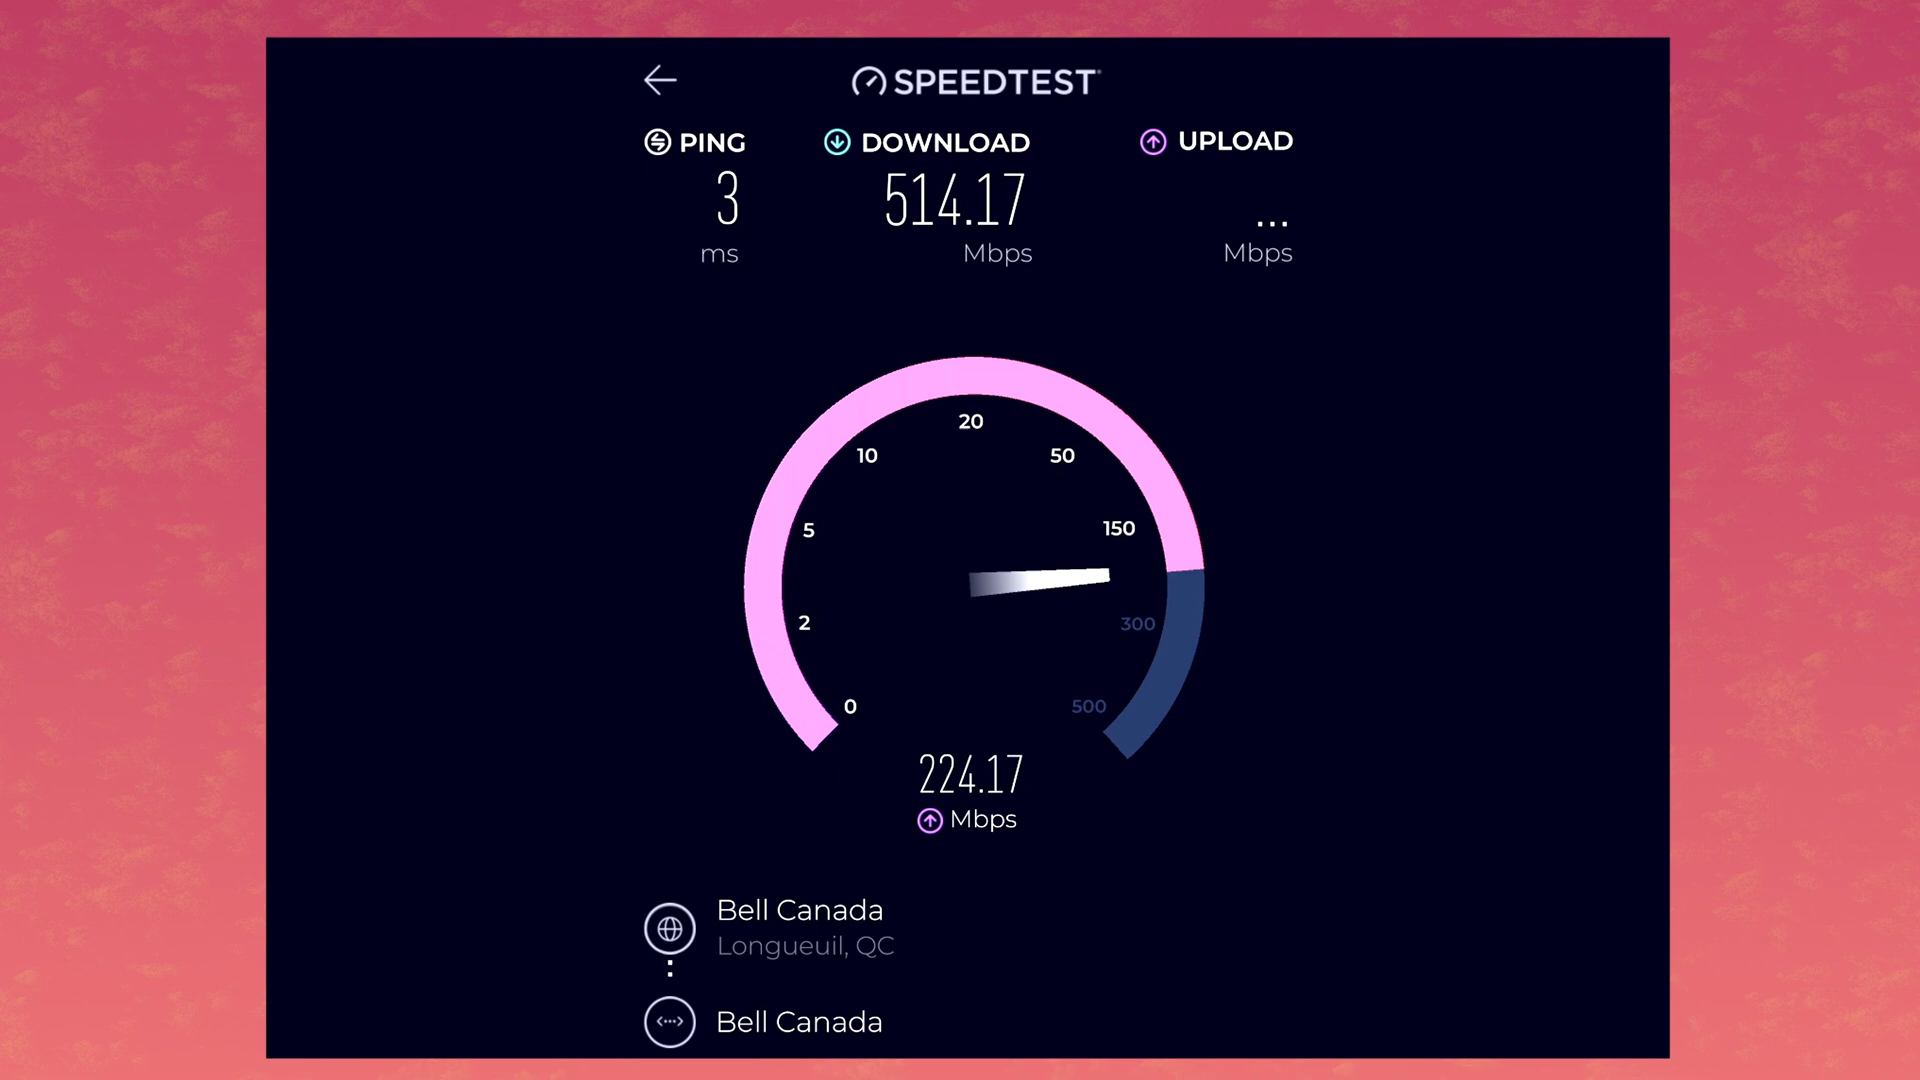 SPEEDTEST
PING
DOWNLOAD
UPLOAD
3
514.17
...
ms
Mbps
Mbps
20
10
50
5
150
2
300
0
500
224.17
Mbps
Bell Canada
Longueuil, QC
Bell Canada